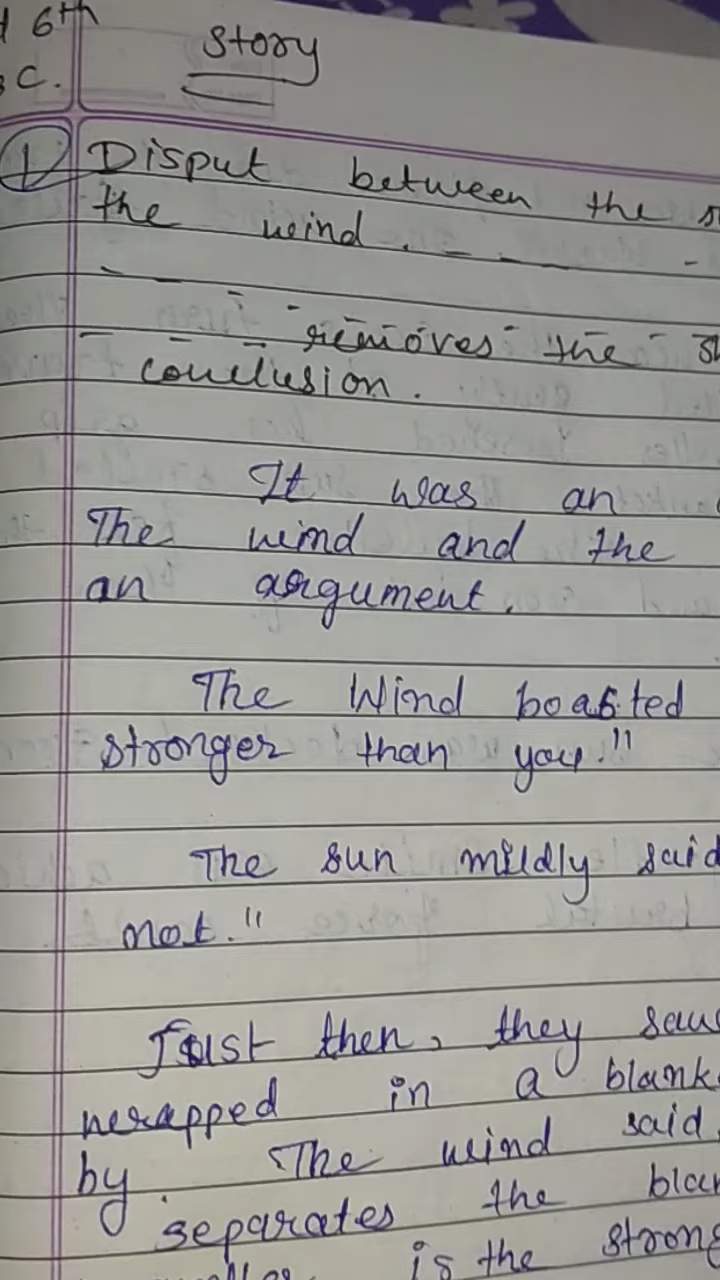 6th
Story
C.
1 Disput between the
the wind. - - - -
- - - - - - -
- - - removes the
conclusion.
It was an
The wind and the
an argument.
The Wind boasted
stronger than you."
The sun mildly said
not."
Just then, they saw
wrapped in a
by. The wind said
separates the
is the